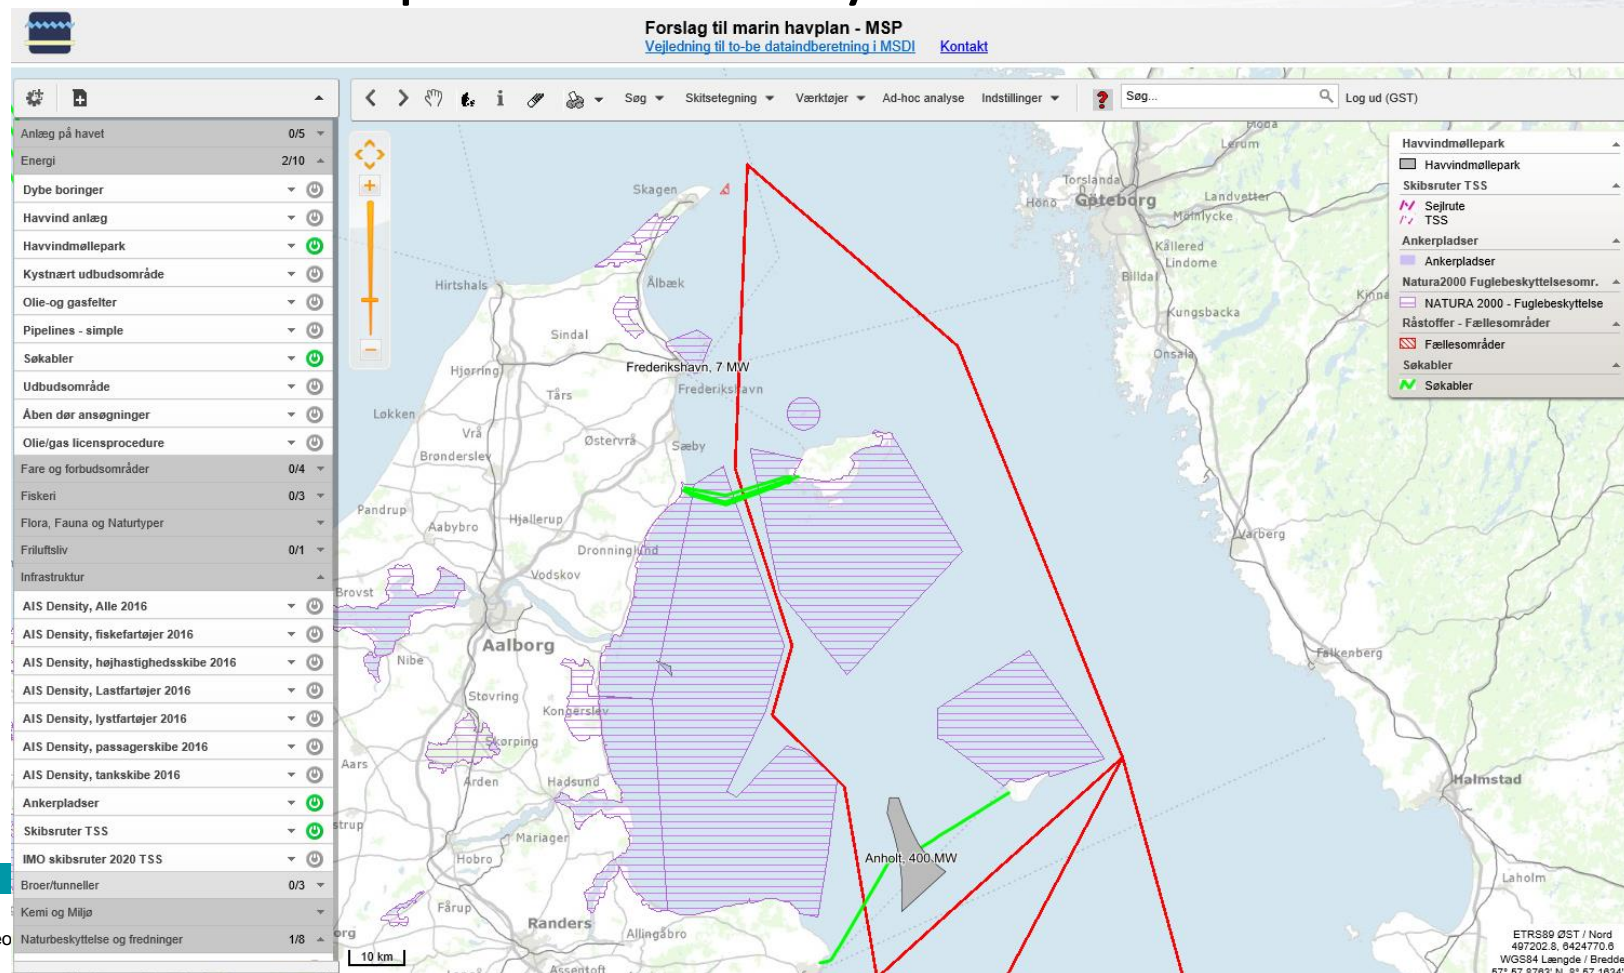 Forslag til marin havplan - MSP
Vejledning til to-be dataindberetning i MSDI Kontakt
Søg Skitsetegning Værktøjer Ad-hoc analyse Indstillinger Søg... Log ud (GST)
Anlæg på havet 0/5
Energi 2/10
Dybe boringer
Havvind anlæg
Havvindmøllepark
Kystnært udbudsområde
Olie-og gasfelter
Pipelines - simple
Søkabler
Udbudsområde
Åben dør ansøgninger
Olie/gas licensprocedure
Fare og forbudsområder 0/4
Fiskeri 0/3
Flora, Fauna og Naturtyper
Friluftsliv 0/1
Infrastruktur
AIS Density, Alle 2016
AIS Density, fiskefartøjer 2016
AIS Density, højhastighedsskibe 2016
AIS Density, Lastfartøjer 2016
AIS Density, lystfartøjer 2016
AIS Density, passagerskibe 2016
AIS Density, tankskibe 2016
Ankerpladser
Skibsruter TSS
IMO skibsruter 2020 TSS
Broer/tunneller 0/3
Kemi og Miljø
Naturbeskyttelse og fredninger 1/8
Havvindmøllepark
Havvindmøllepark
Skibsruter TSS
Sejlrute
TSS
Ankerpladser
Ankerpladser
Natura2000 Fuglebeskyttelsesomr.
NATURA 2000 - Fuglebeskyttelse
Råstoffer - Fællesområder
Fællesområder
Søkabler
Søkabler
Skagen
Hirtshals
Ålbæk
Sindal
Hjørring
Frederikshavn, 7 MW
Frederikshavn
Tårs
Løkken
Vrå
Østervrå
Sæby
Brønderslev
Pandrup
Aabybro
Hjallerup
Dronninglund
Vodskov
Brovst
Aalborg
Nibe
Støvring
Kongerslev
Skørping
Aars
Arden
Hadsund
Mariager
Hobro
Fårup
Randers
Allingåbro
Assentoft
Anholt, 400 MW
Lerum
Torslanda
Göteborg
Landvetter
Hönö
Mölnlycke
Kållered
Lindome
Billdal
Kungsbacka
Onsala
Varberg
Falkenberg
Halmstad
Laholm
10 km
ETRS89 ØST / Nord
497202.8, 6424770.6
WGS84 Længde / Bredde